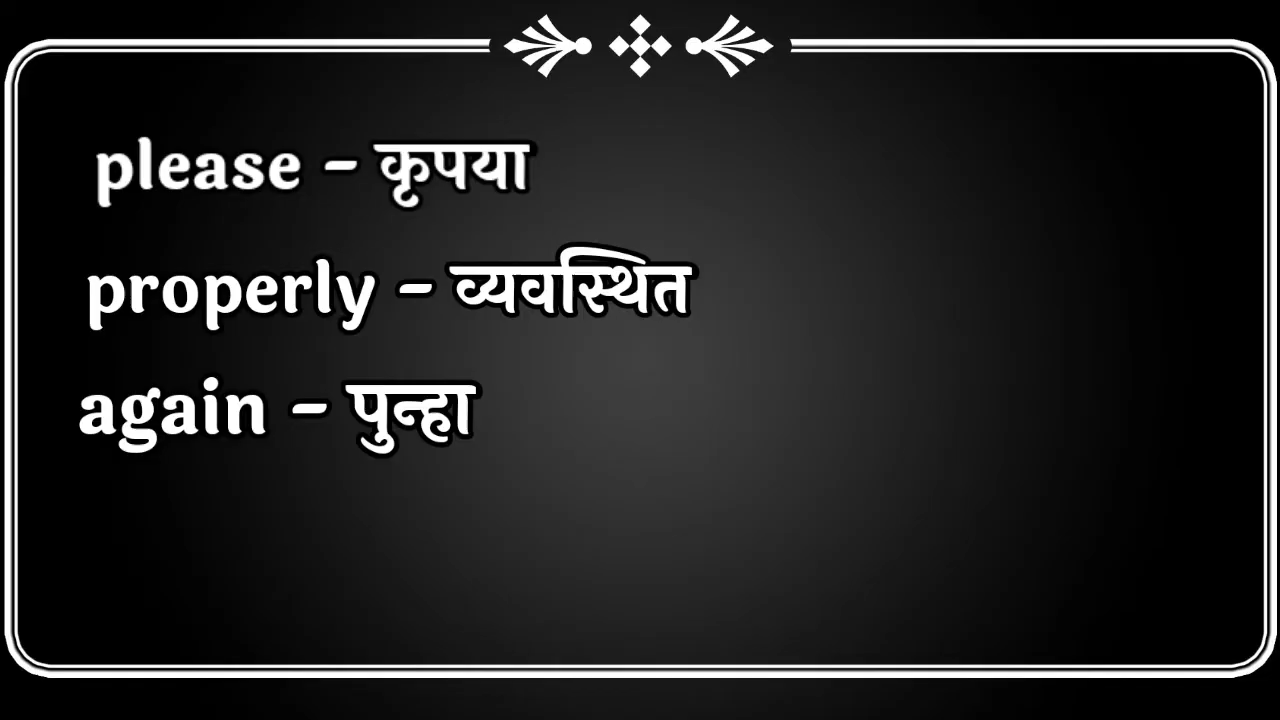 please - कृपया
properly - व्यवस्थित
again - पुन्हा